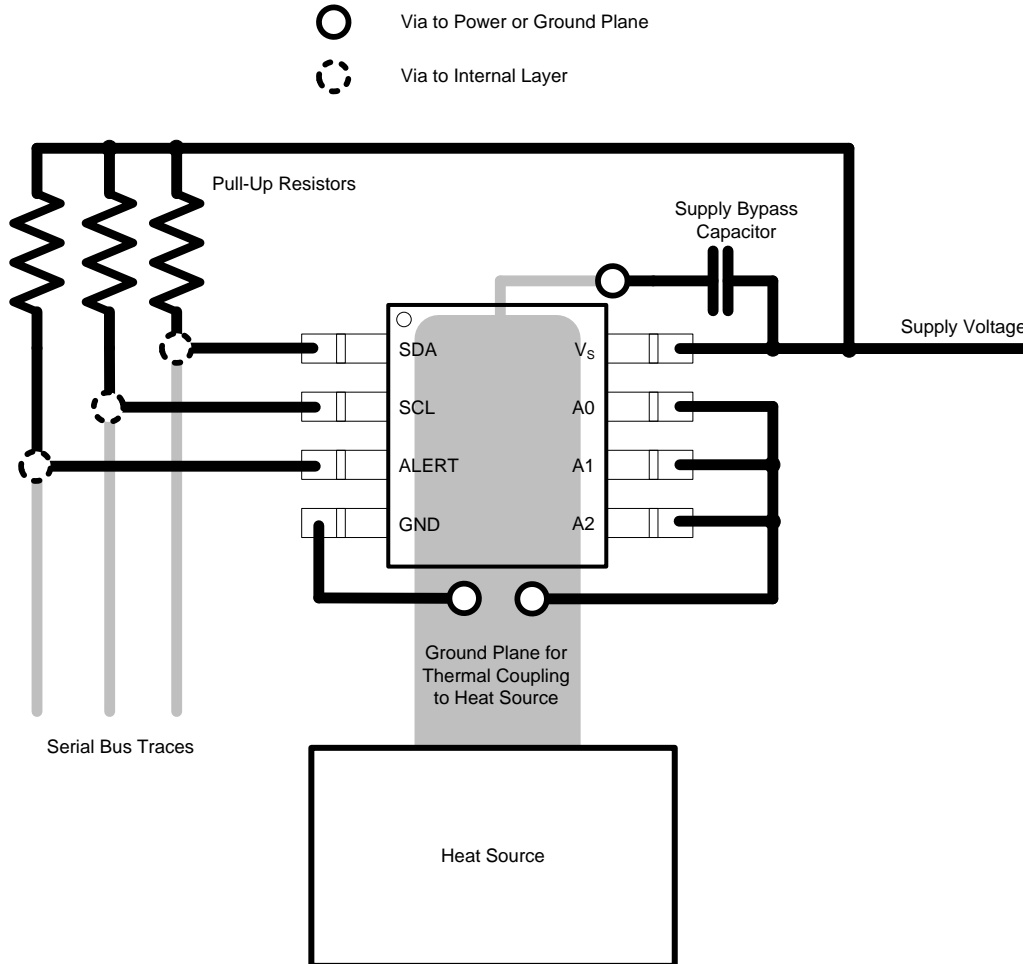 Via to Power or Ground Plane
Via to Internal Layer
Pull-Up Resistors
Supply Bypass
Capacitor
Supply Voltage
SDA
VS
SCL
A0
ALERT
A1
GND
A2
Ground Plane for
Thermal Coupling
to Heat Source
Serial Bus Traces
Heat Source